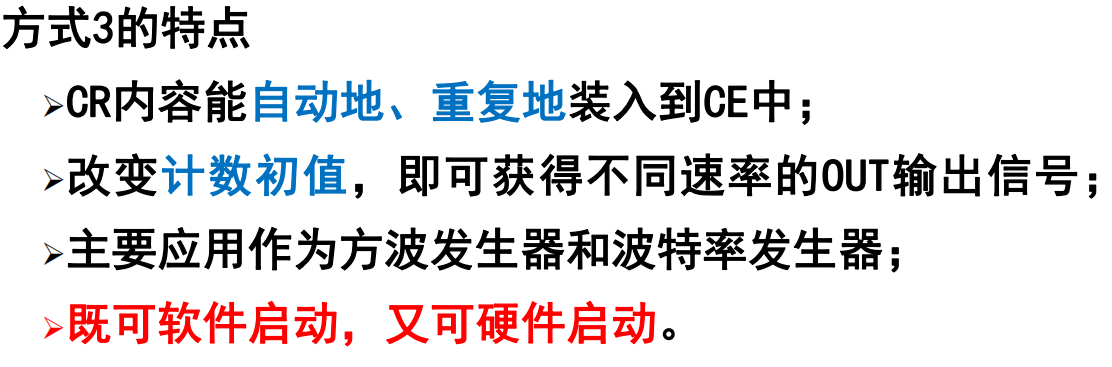 方式3的特点
➢CR内容能自动地、重复地装入到CE中；
➢改变计数初值，即可获得不同速率的OUT输出信号；
➢主要应用作为方波发生器和波特率发生器；
➢既可软件启动，又可硬件启动。